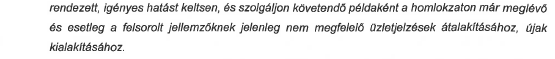 rendezett, igényes hatást keltsen, és szolgáljon követendő példaként a homlokzaton már meglévő
és esetleg a felsorolt jellemzőknek jelenleg nem megfelelő üzletjelzések átalakításához, újak
kialakításához.